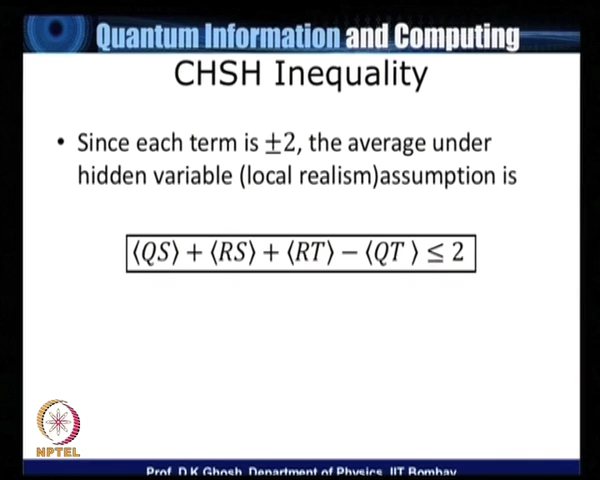 Quantum Information and Computing
CHSH Inequality
• Since each term is ±2, the average under
hidden variable (local realism)assumption is
⟨QS⟩ + ⟨RS⟩ + ⟨RT⟩ − ⟨QT ⟩ ≤ 2
NPTEL
Prof. D.K Ghosh, Department of Physics, IIT Bombay